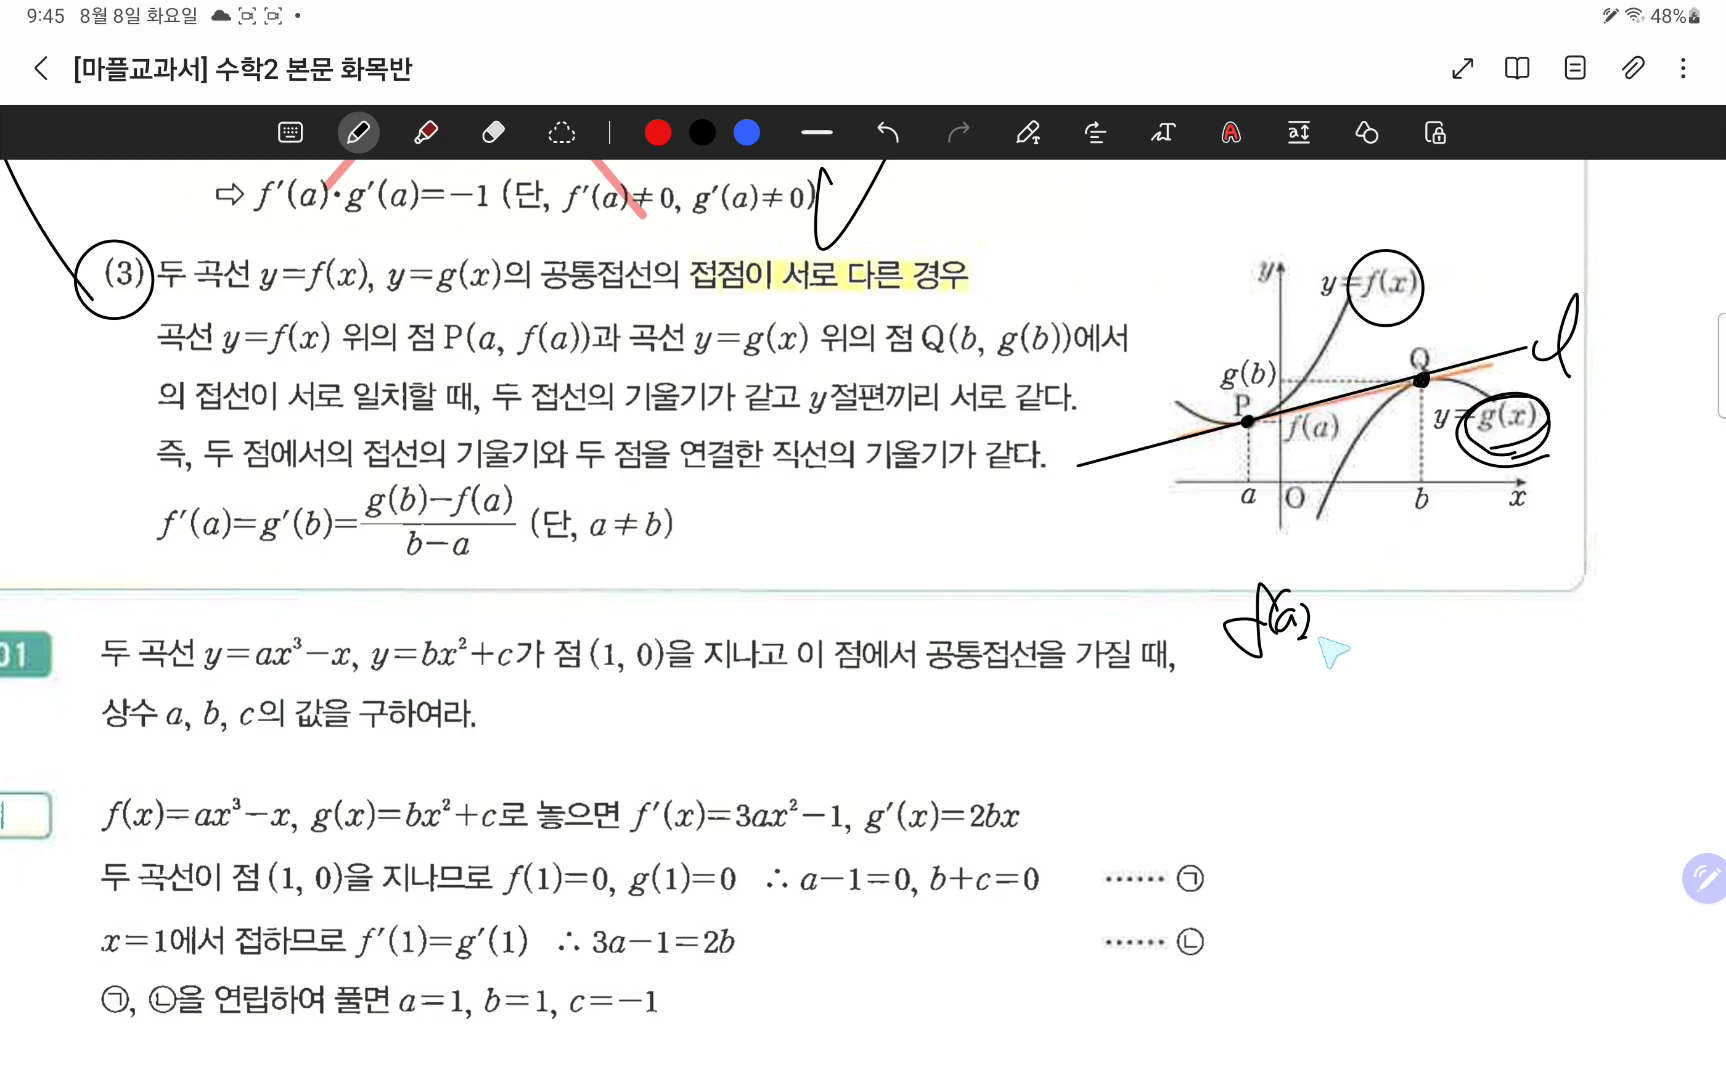 9:45 8월 8일 화요일
48%
[마플교과서] 수학2 본문 화목반
⇨ f′(a)·g′(a)=−1 (단, f′(a)≠0, g′(a)≠0)
(3) 두 곡선 y=f(x), y=g(x)의 공통접선의 접점이 서로 다른 경우
곡선 y=f(x) 위의 점 P(a, f(a))과 곡선 y=g(x) 위의 점 Q(b, g(b))에서
의 접선이 서로 일치할 때, 두 접선의 기울기가 같고 y절편끼리 서로 같다.
즉, 두 점에서의 접선의 기울기와 두 점을 연결한 직선의 기울기가 같다.
f′(a)=g′(b)=\frac{g(b)−f(a)}{b−a} (단, a≠b)
y
y=f(x)
l
Q
g(b)
P
f(a)
y=g(x)
a O b x
f(a)
01 두 곡선 y=ax³−x, y=bx²+c가 점 (1, 0)을 지나고 이 점에서 공통접선을 가질 때,
상수 a, b, c의 값을 구하여라.
f(x)=ax³−x, g(x)=bx²+c로 놓으면 f′(x)=3ax²−1, g′(x)=2bx
두 곡선이 점 (1, 0)을 지나므로 f(1)=0, g(1)=0 ∴ a−1=0, b+c=0 ······ ㉠
x=1에서 접하므로 f′(1)=g′(1) ∴ 3a−1=2b ······ ㉡
㉠, ㉡을 연립하여 풀면 a=1, b=1, c=−1